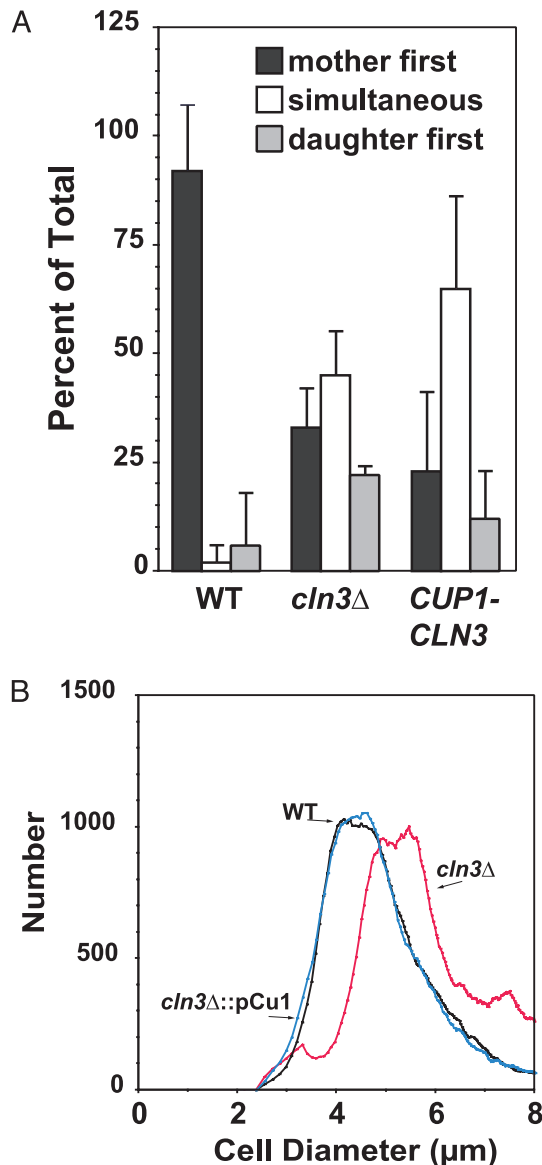 A
125
100
75
50
25
0
Percent of Total
mother first
simultaneous
daughter first
WT
cln3Δ
CUP1-
CLN3
B
1500
1000
500
0
Number
WT
cln3Δ
cln3Δ::pCu1
0 2 4 6 8
Cell Diameter (µm)